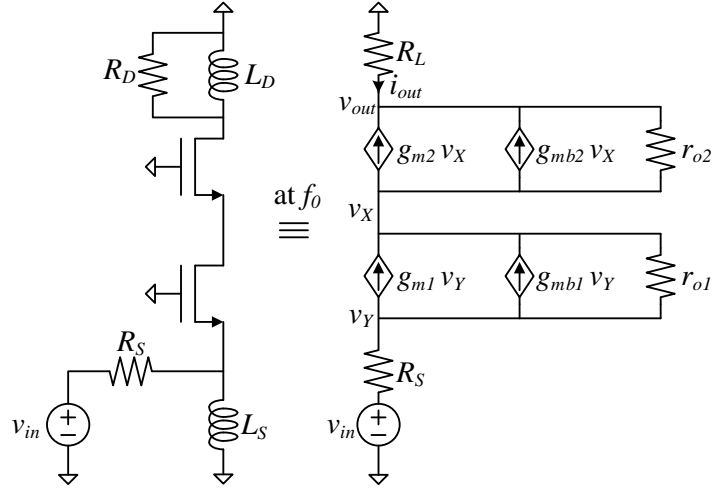 R_D
L_D
R_S
v_in
L_S
at f_0
≡
R_L
i_out
v_out
g_m2 v_X
g_mb2 v_X
r_o2
v_X
g_m1 v_Y
g_mb1 v_Y
r_o1
v_Y
R_S
v_in